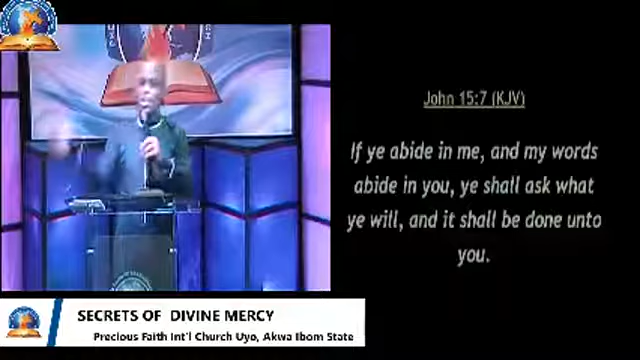 John 15:7 (KJV)
If ye abide in me, and my words
abide in you, ye shall ask what
ye will, and it shall be done unto
you.
SECRETS OF DIVINE MERCY
Precious Faith Int'l Church Uyo, Akwa Ibom State